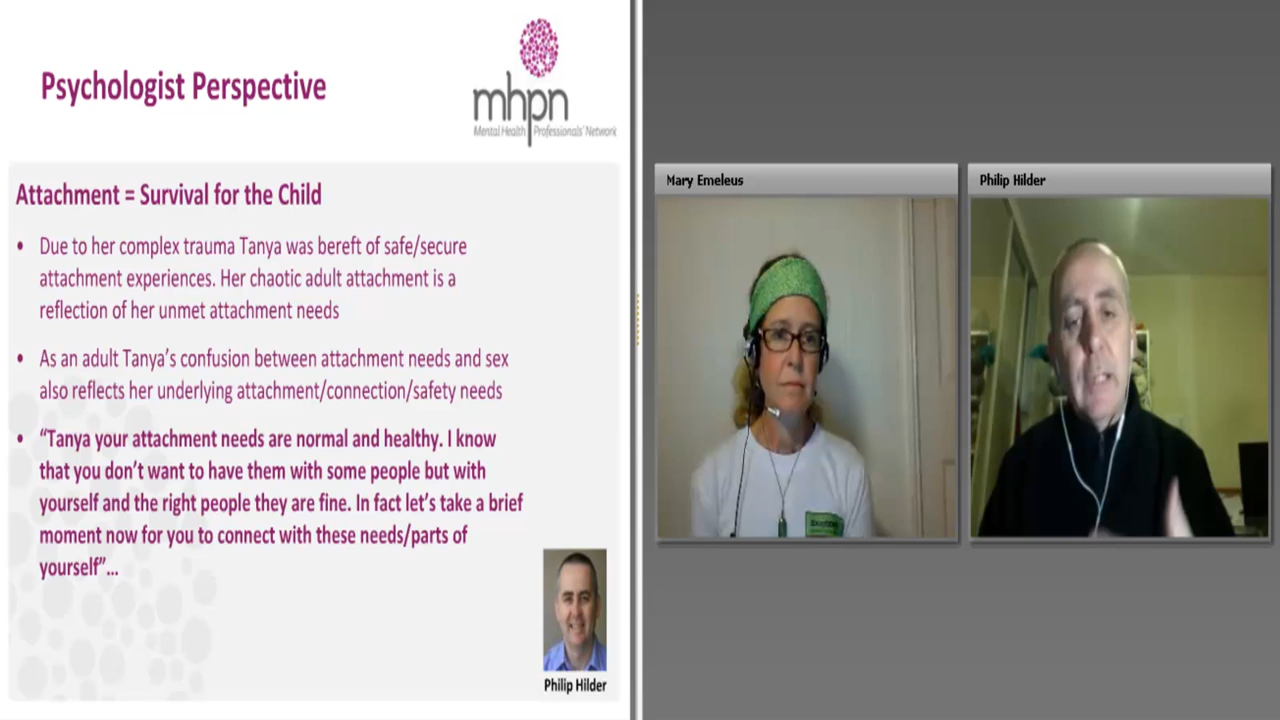 Psychologist Perspective
mhpn
Mental Health Professionals' Network
Attachment = Survival for the Child
• Due to her complex trauma Tanya was bereft of safe/secure
attachment experiences. Her chaotic adult attachment is a
reflection of her unmet attachment needs
• As an adult Tanya's confusion between attachment needs and sex
also reflects her underlying attachment/connection/safety needs
• “Tanya your attachment needs are normal and healthy. I know
that you don't want to have them with some people but with
yourself and the right people they are fine. In fact let's take a brief
moment now for you to connect with these needs/parts of
yourself”...
Philip Hilder
Mary Emeleus
Philip Hilder